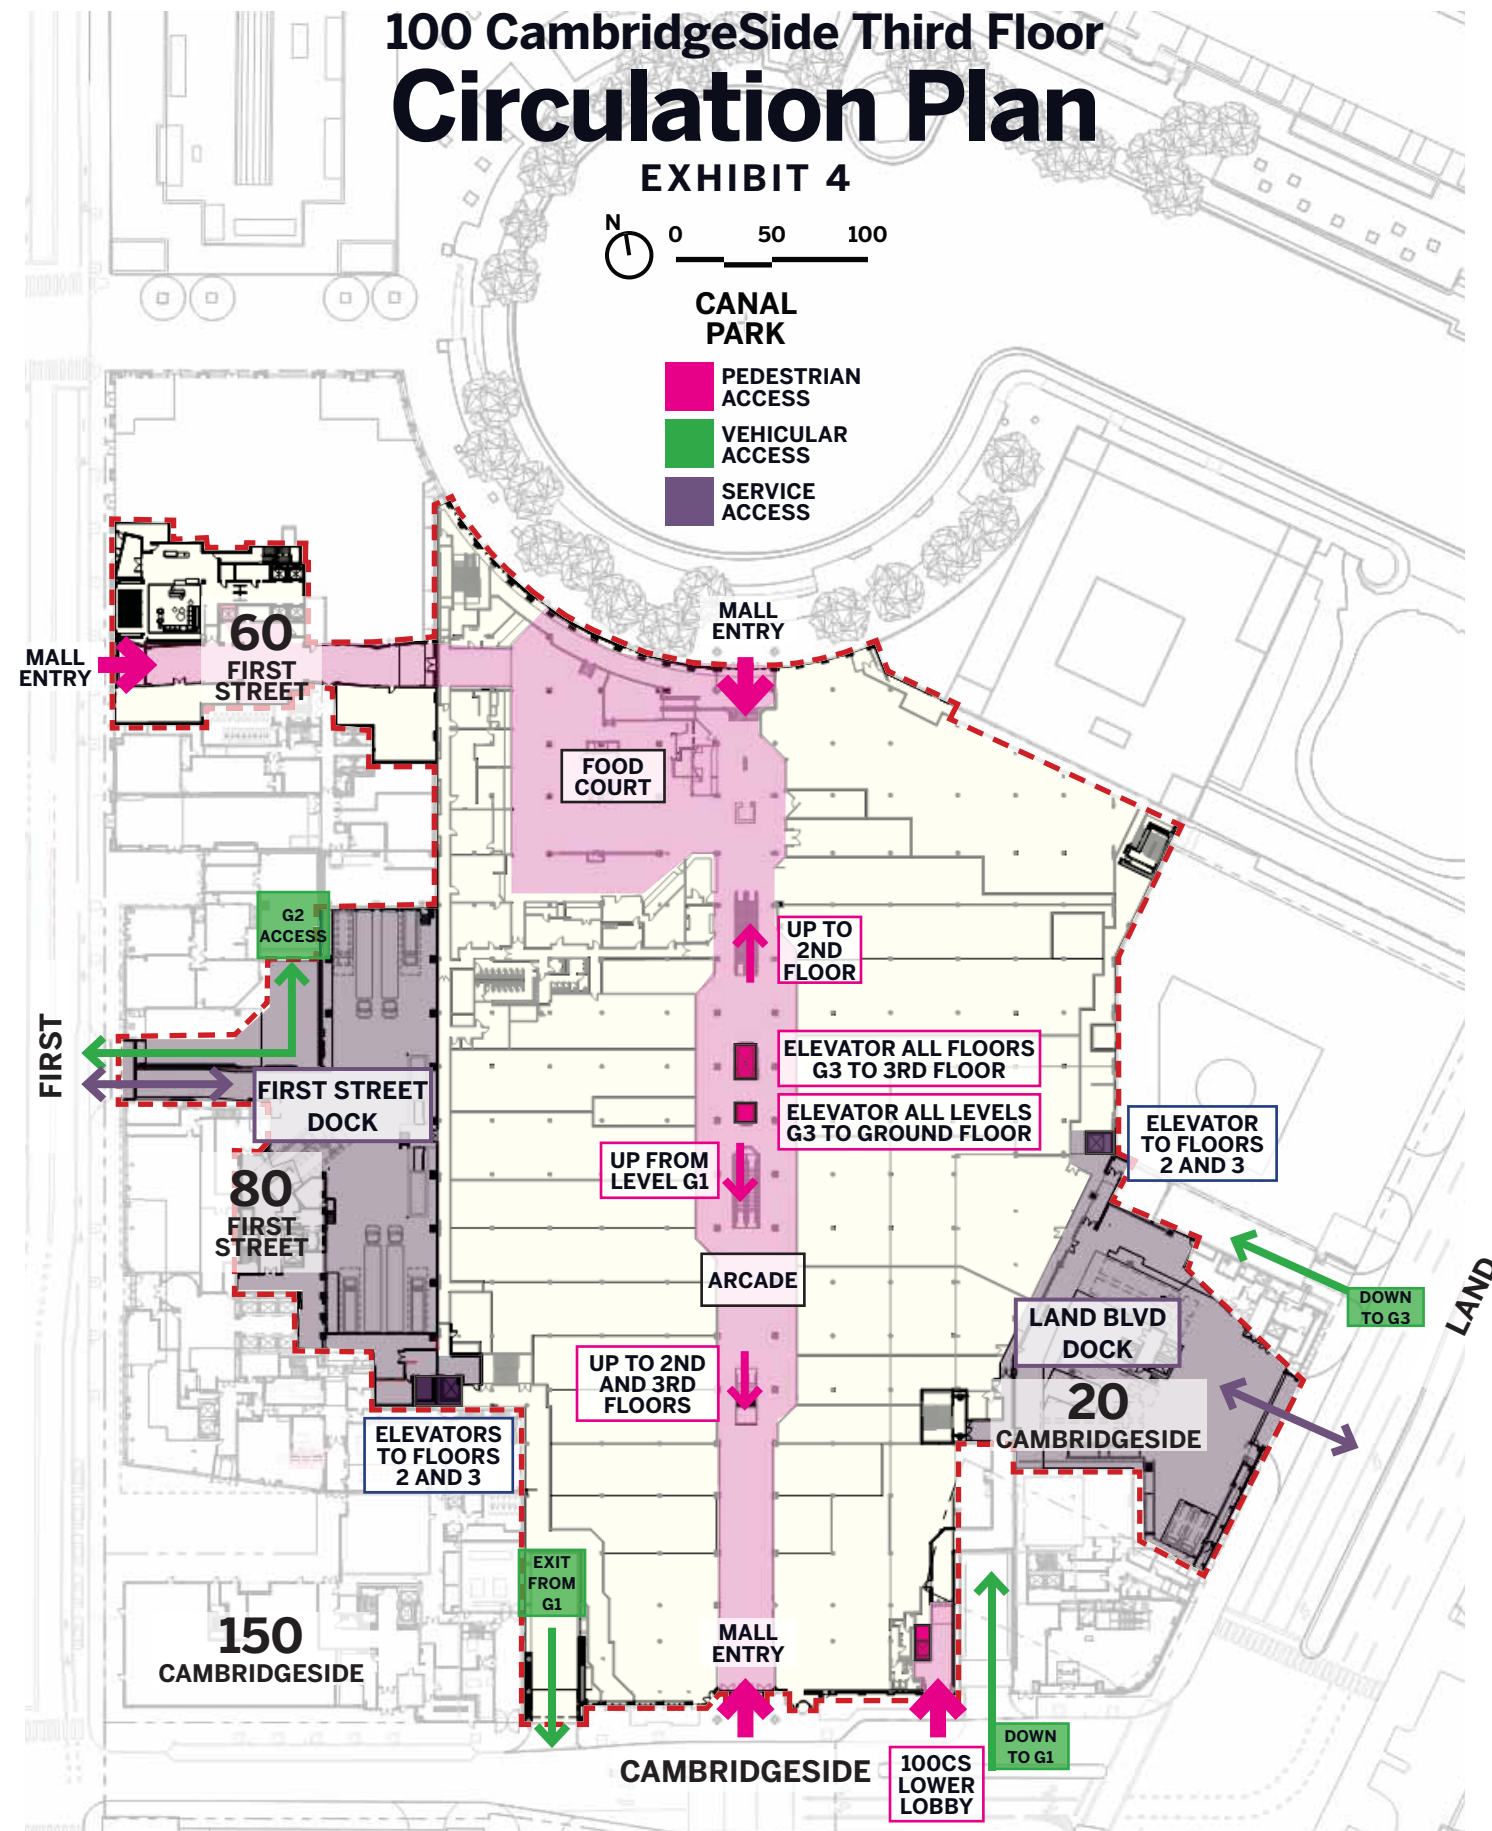 100 CambridgeSide Third Floor
Circulation Plan
EXHIBIT 4
N
0 50 100
CANAL
PARK
PEDESTRIAN
ACCESS
VEHICULAR
ACCESS
SERVICE
ACCESS
MALL
ENTRY
MALL
ENTRY
60
FIRST
STREET
FOOD
COURT
G2
ACCESS
UP TO
2ND
FLOOR
FIRST
ELEVATOR ALL FLOORS
G3 TO 3RD FLOOR
FIRST STREET
DOCK
ELEVATOR ALL LEVELS
G3 TO GROUND FLOOR
ELEVATOR
TO FLOORS
2 AND 3
UP FROM
LEVEL G1
80
FIRST
STREET
ARCADE
DOWN
TO G3
LAND
LAND BLVD
DOCK
UP TO 2ND
AND 3RD
FLOORS
20
CAMBRIDGESIDE
ELEVATORS
TO FLOORS
2 AND 3
EXIT
FROM
G1
150
CAMBRIDGESIDE
MALL
ENTRY
CAMBRIDGESIDE
100CS
LOWER
LOBBY
DOWN
TO G1